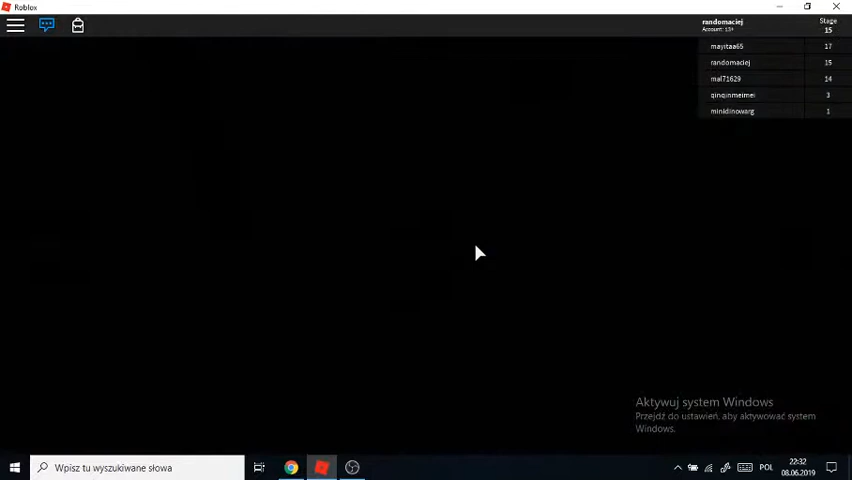 Roblox
randomaciej
Account: 13+
Stage
15
mayitaa65 17
randomaciej 15
mal71629 14
qinqinmeimei 3
minidinowarg 1
Aktywuj system Windows
Przejdź do ustawień, aby aktywować system
Windows.
Wpisz tu wyszukiwane słowa
POL
22:32
08.06.2019